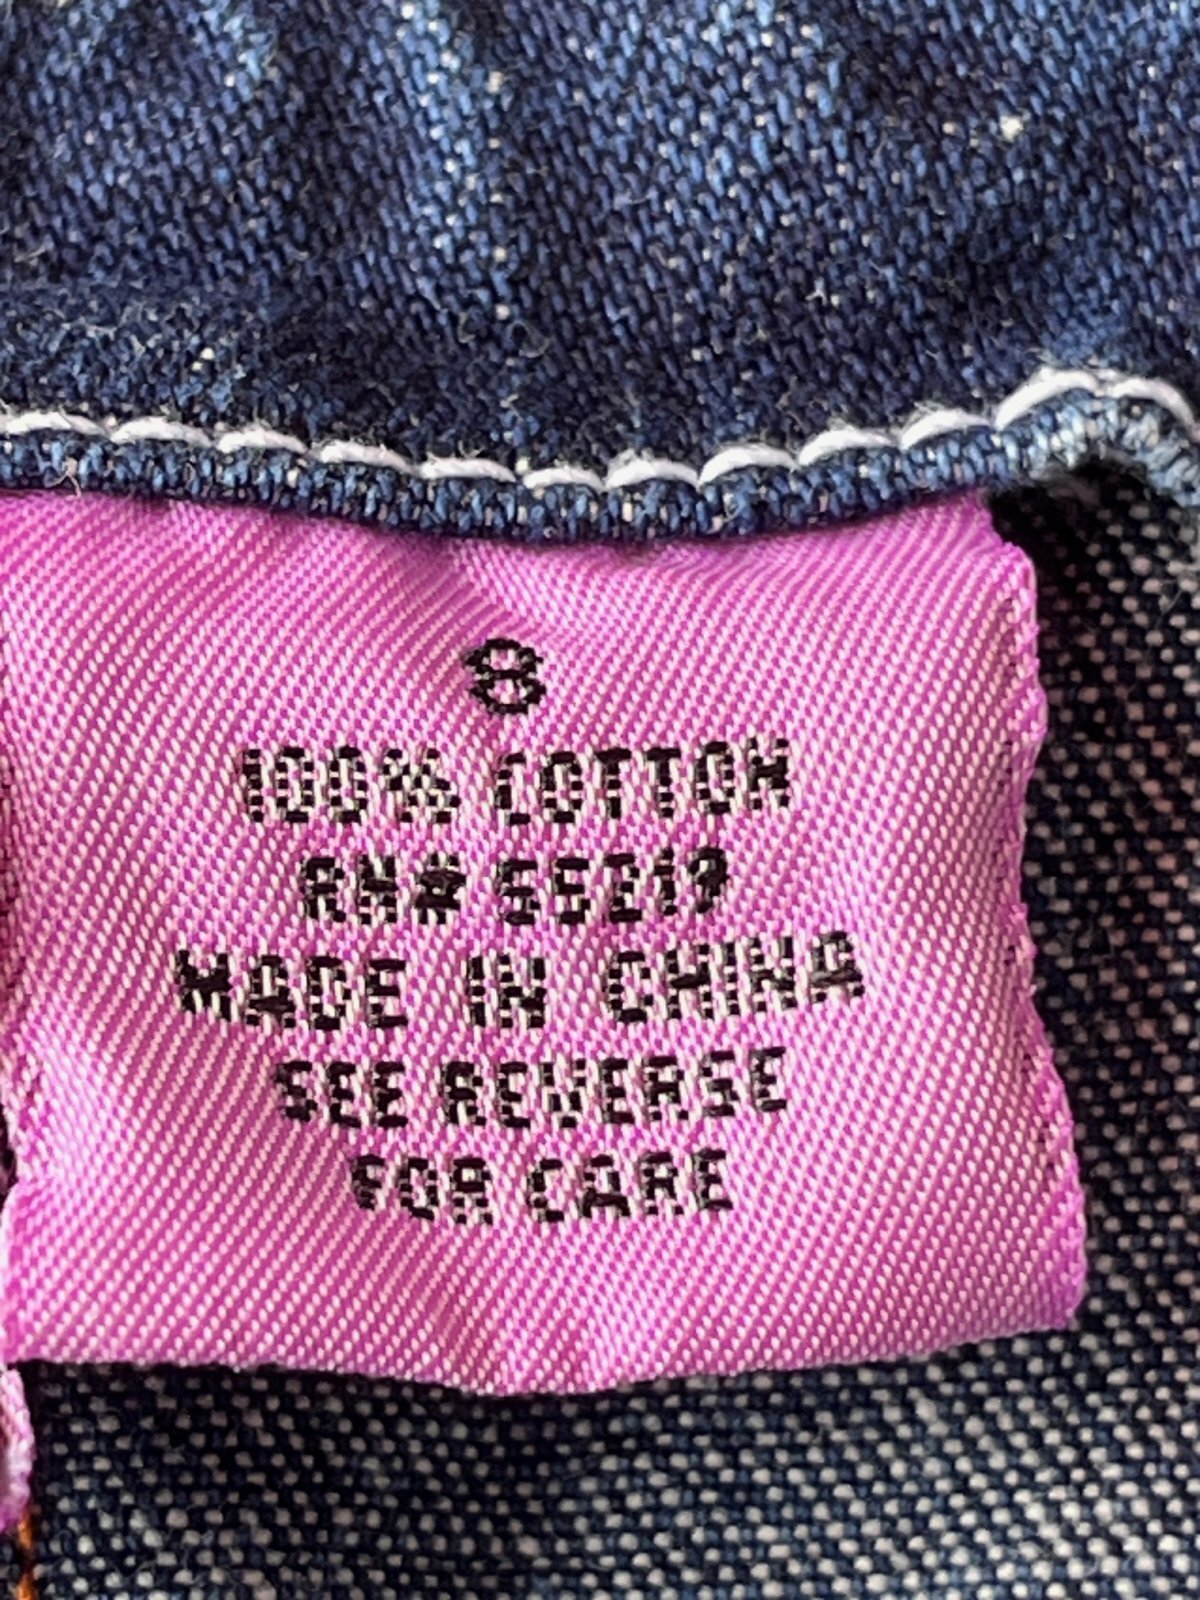 8
100% COTTON
RN# 55219
MADE IN CHINA
SEE REVERSE
FOR CARE